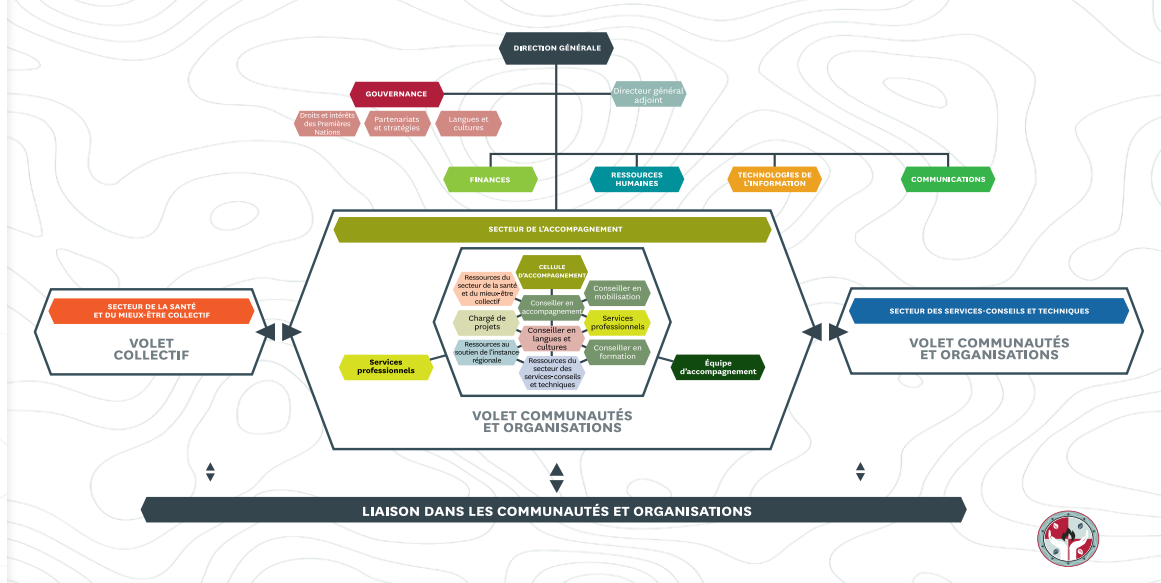 DIRECTION GÉNÉRALE
GOUVERNANCE
Directeur général
adjoint
Droits et intérêts
des Premières
Nations
Partenariats
et stratégies
Langues et
cultures
FINANCES
RESSOURCES
HUMAINES
TECHNOLOGIES DE
L'INFORMATION
COMMUNICATIONS
SECTEUR DE L'ACCOMPAGNEMENT
CELLULE
D'ACCOMPAGNEMENT
Ressources du
secteur de la santé
et du mieux-être
collectif
Conseiller en
mobilisation
Conseiller en
accompagnement
Chargé de
projets
Services
professionnels
Conseiller en
langues et
cultures
Ressources au
soutien de l'instance
régionale
Conseiller en
formation
Ressources du
secteur des
services-conseils
et techniques
Services
professionnels
Équipe
d'accompagnement
VOLET COMMUNAUTÉS
ET ORGANISATIONS
SECTEUR DE LA SANTÉ
ET DU MIEUX-ÊTRE COLLECTIF
VOLET
COLLECTIF
SECTEUR DES SERVICES-CONSEILS ET TECHNIQUES
VOLET COMMUNAUTÉS
ET ORGANISATIONS
LIAISON DANS LES COMMUNAUTÉS ET ORGANISATIONS